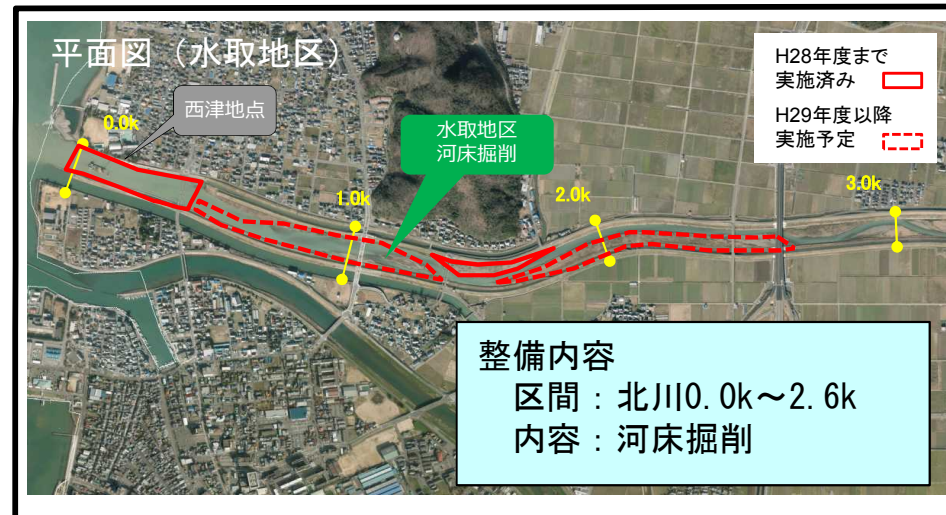 平面図（水取地区）
H28年度まで
実施済み
H29年度以降
実施予定
西津地点
0.0k
水取地区
河床掘削
1.0k
2.0k
3.0k
整備内容
区間：北川0.0k～2.6k
内容：河床掘削